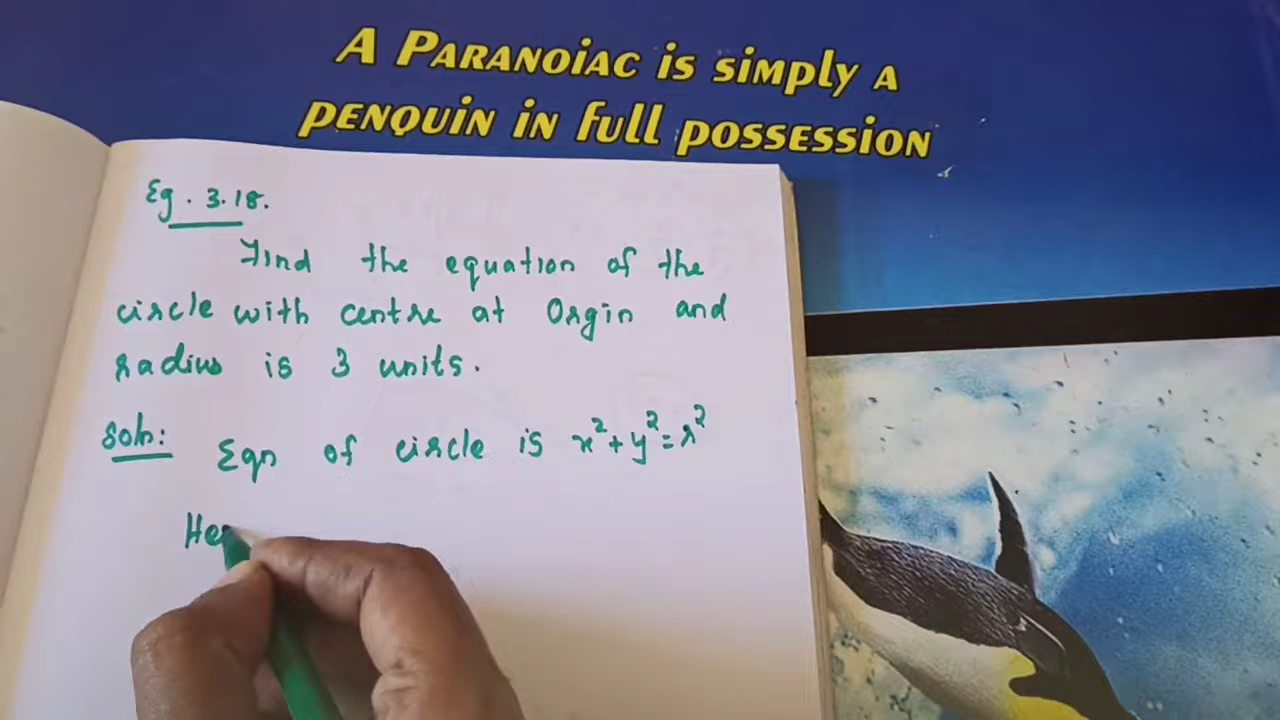 A PARANOIAC is simply A
PENQUIN in full POSSESSION
Eg. 3.18.
Find the equation of the
circle with centre at Orgin and
radius is 3 units.
Soln:
Eqn of circle is x²+y²=r²
Her